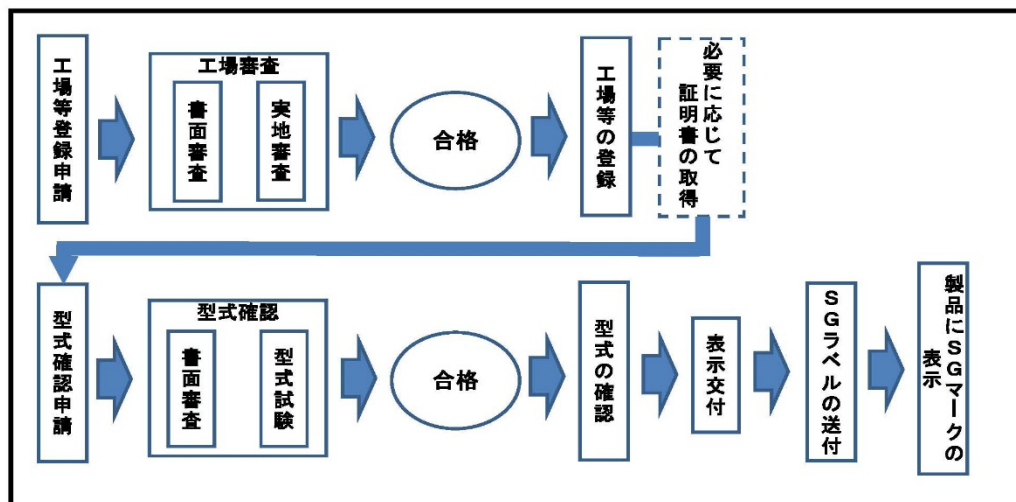 工場等登録申請
工場審査
書面審査
実地審査
合格
工場等の登録
必要に応じて
証明書の取得
型式確認申請
型式確認
書面審査
型式試験
合格
型式の確認
表示交付
SGラベルの送付
製品にSGマークの
表示